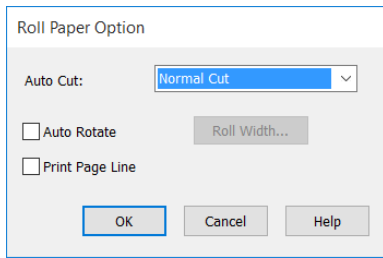 Roll Paper Option
Auto Cut: Normal Cut
Auto Rotate Roll Width...
Print Page Line
OK Cancel Help